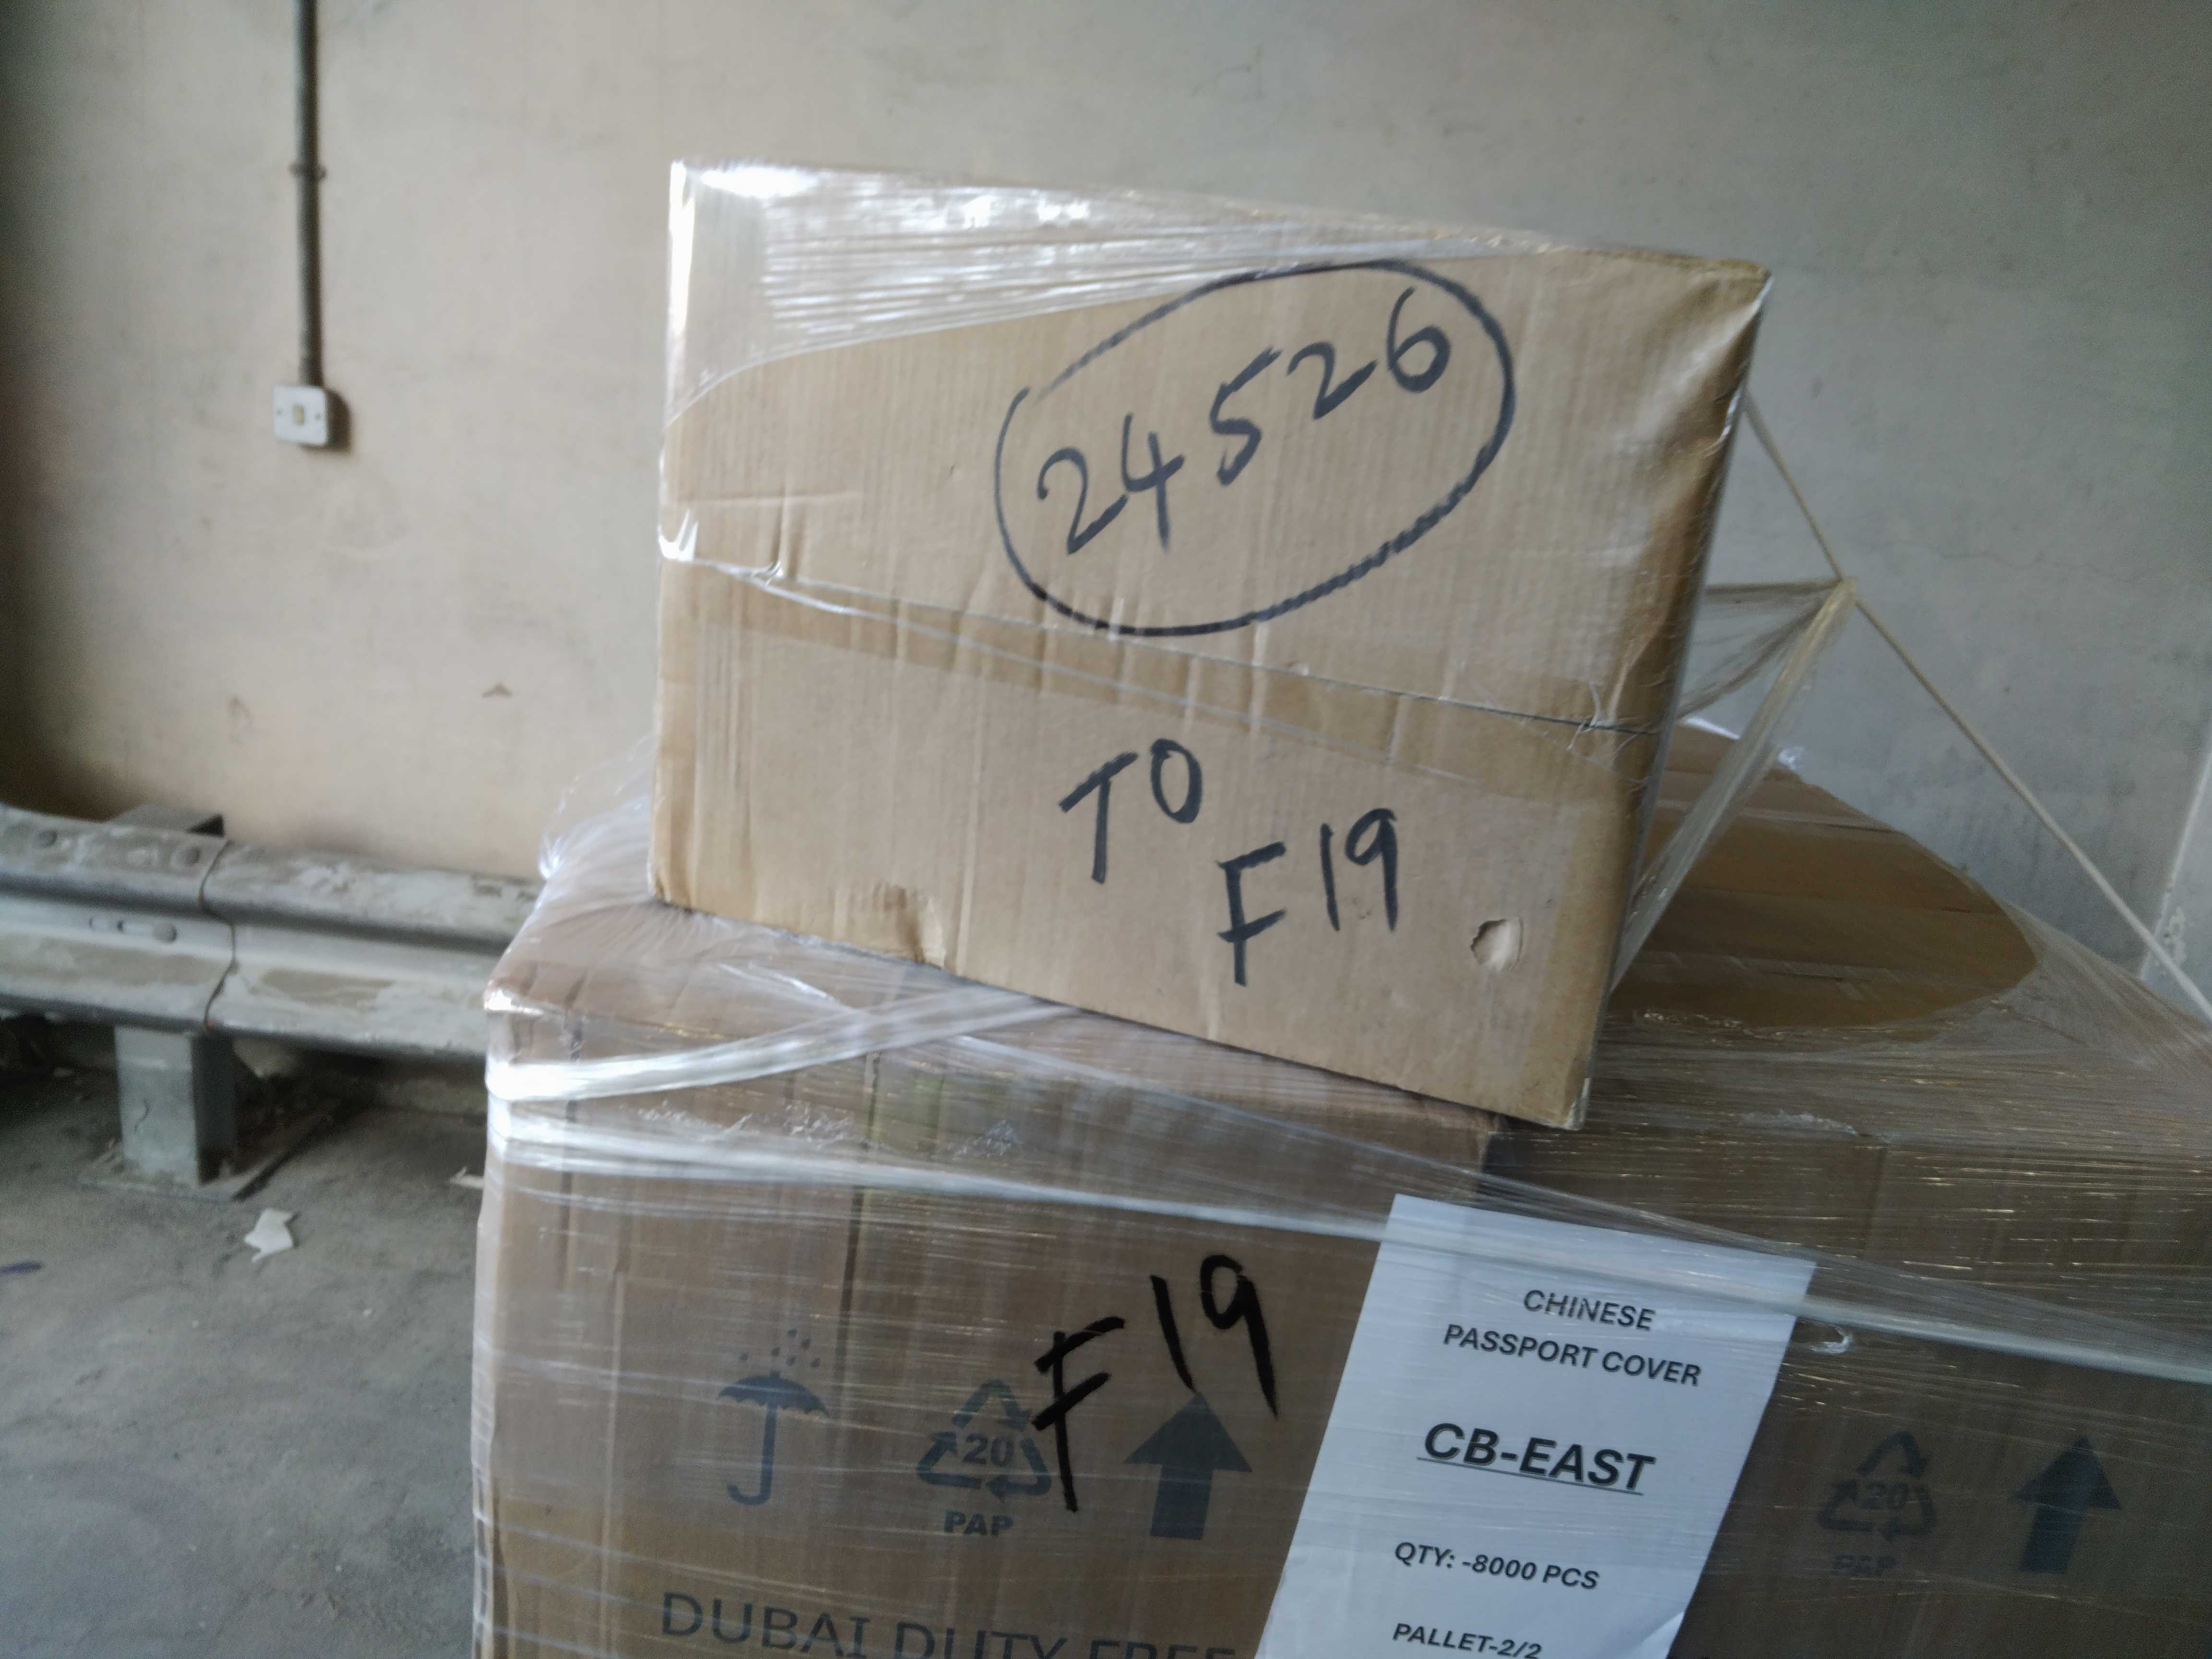 24526
TO
F19
F19
20
PAP
DUBAI DUTY FREE
CHINESE
PASSPORT COVER
CB-EAST
QTY: -8000 PCS
PALLET-2/2
20
PAP